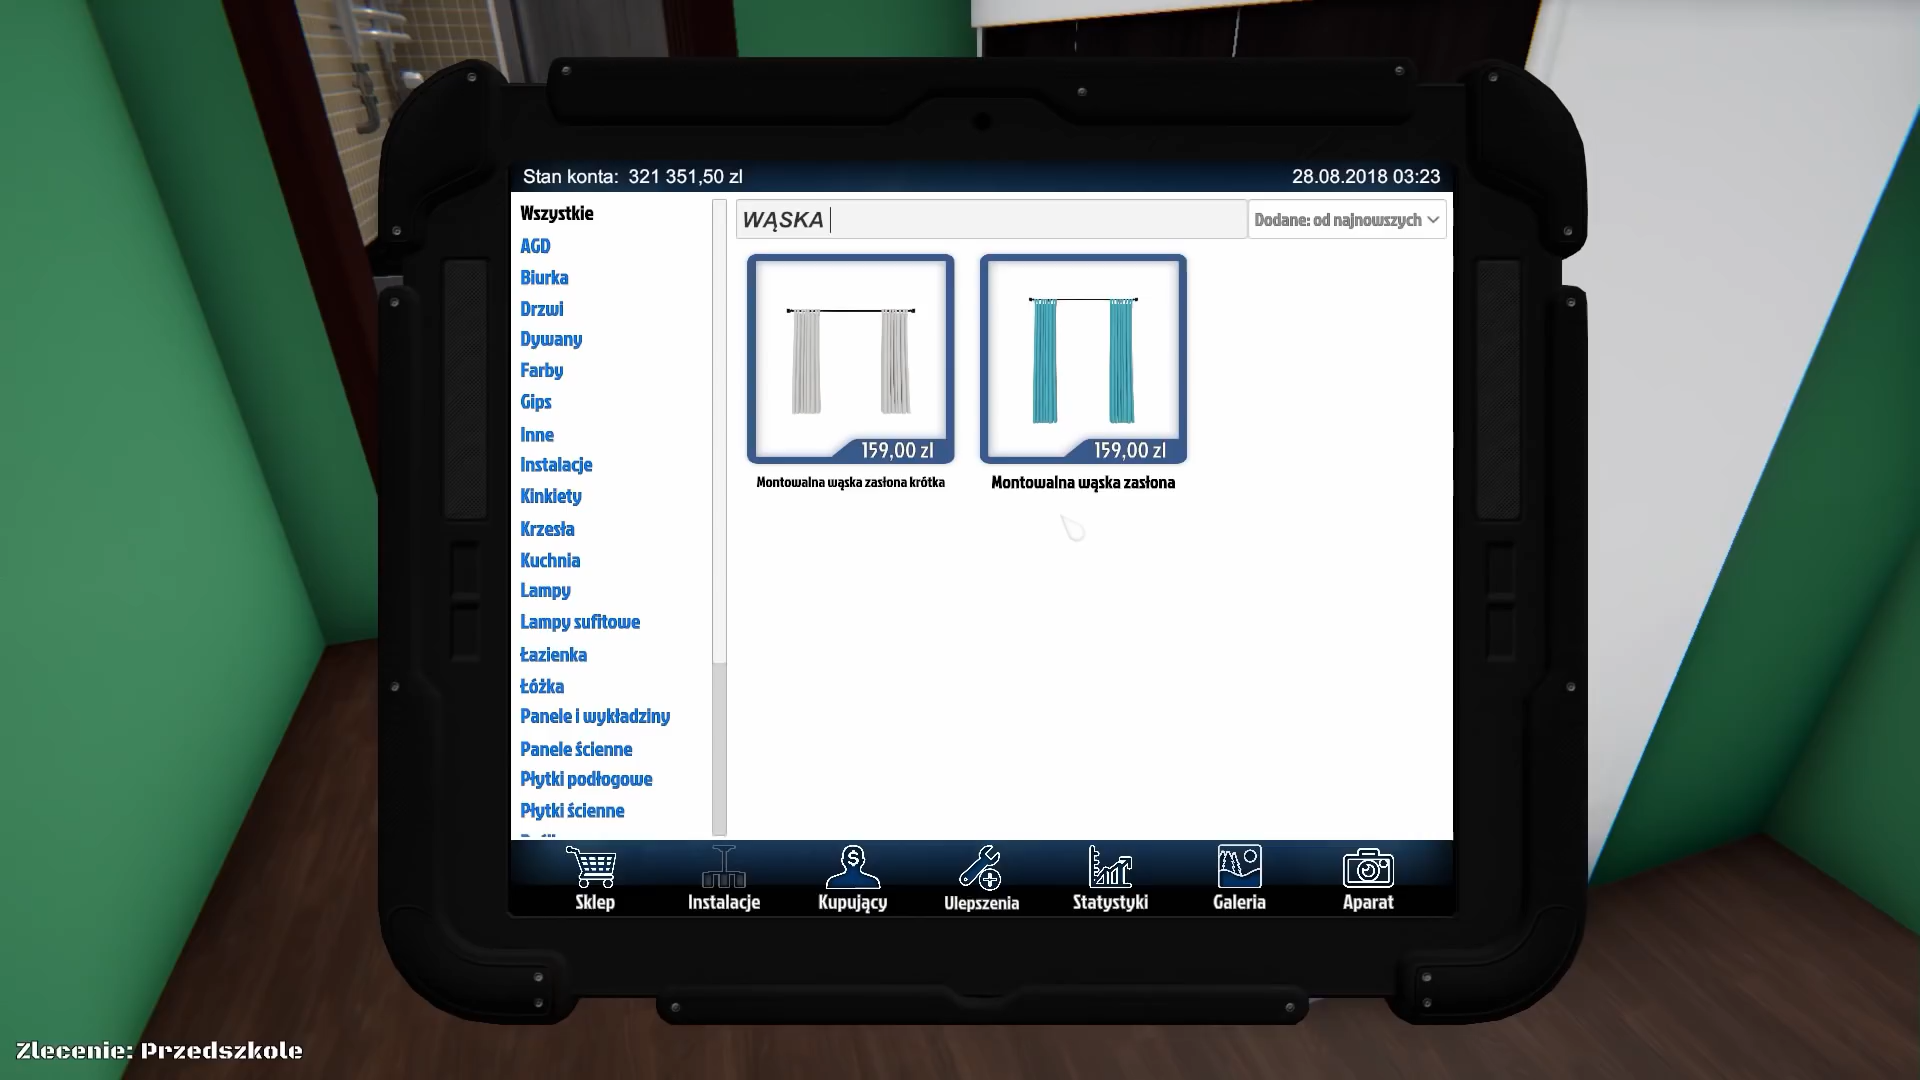 Stan konta: 321 351,50 zl
28.08.2018 03:23
Wszystkie
AGD
Biurka
Drzwi
Dywany
Farby
Gips
Inne
Instalacje
Kinkiety
Krzesła
Kuchnia
Lampy
Lampy sufitowe
Łazienka
Łóżka
Panele i wykładziny
Panele ścienne
Płytki podłogowe
Płytki ścienne
WĄSKA
Dodane: od najnowszych
159,00 zl
159,00 zl
Montowalna wąska zasłona krótka
Montowalna wąska zasłona
Sklep
Instalacje
Kupujący
Ulepszenia
Statystyki
Galeria
Aparat
Zlecenie: Przedszkole